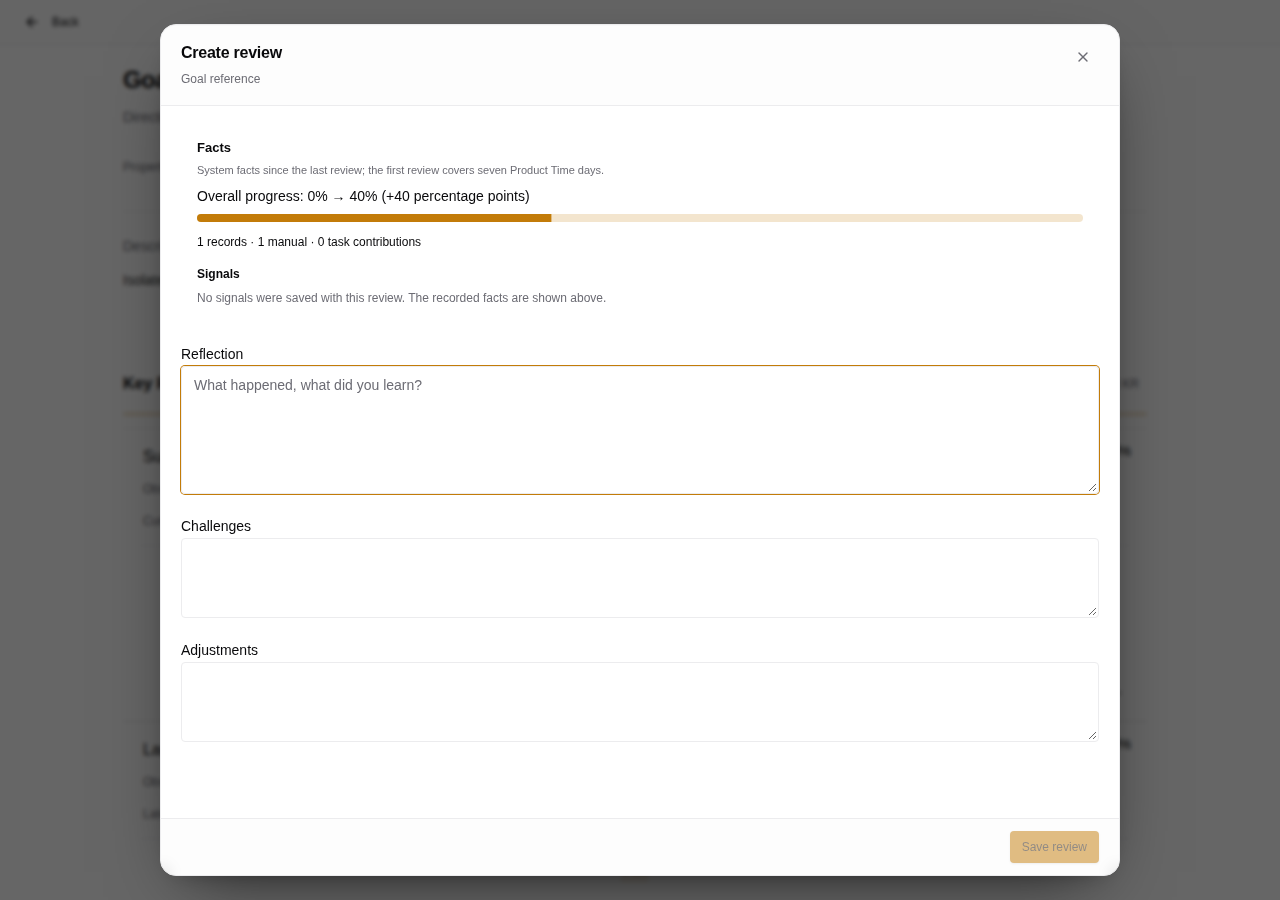 Back
Create review
Goal reference
Facts
System facts since the last review; the first review covers seven Product Time days.
Overall progress: 0% → 40% (+40 percentage points)
1 records · 1 manual · 0 task contributions
Signals
No signals were saved with this review. The recorded facts are shown above.
Reflection
What happened, what did you learn?
Challenges
Adjustments
Save review